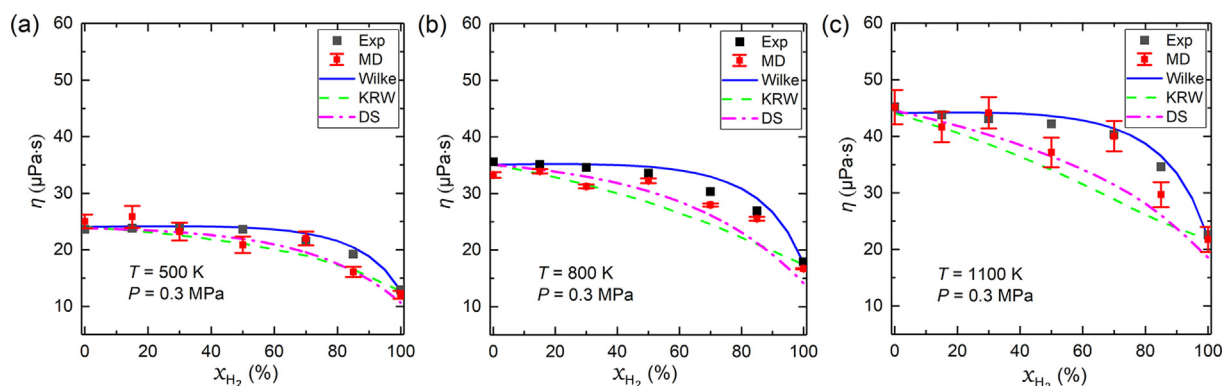 (a)
60
50
40
30
20
10
η (μPa·s)
Exp
MD
Wilke
KRW
DS
T = 500 K
P = 0.3 MPa
0 20 40 60 80 100
xH₂ (%)
(b)
60
50
40
30
20
10
η (μPa·s)
Exp
MD
Wilke
KRW
DS
T = 800 K
P = 0.3 MPa
0 20 40 60 80 100
xH₂ (%)
(c)
60
50
40
30
20
10
η (μPa·s)
Exp
MD
Wilke
KRW
DS
T = 1100 K
P = 0.3 MPa
0 20 40 60 80 100
xH₂ (%)